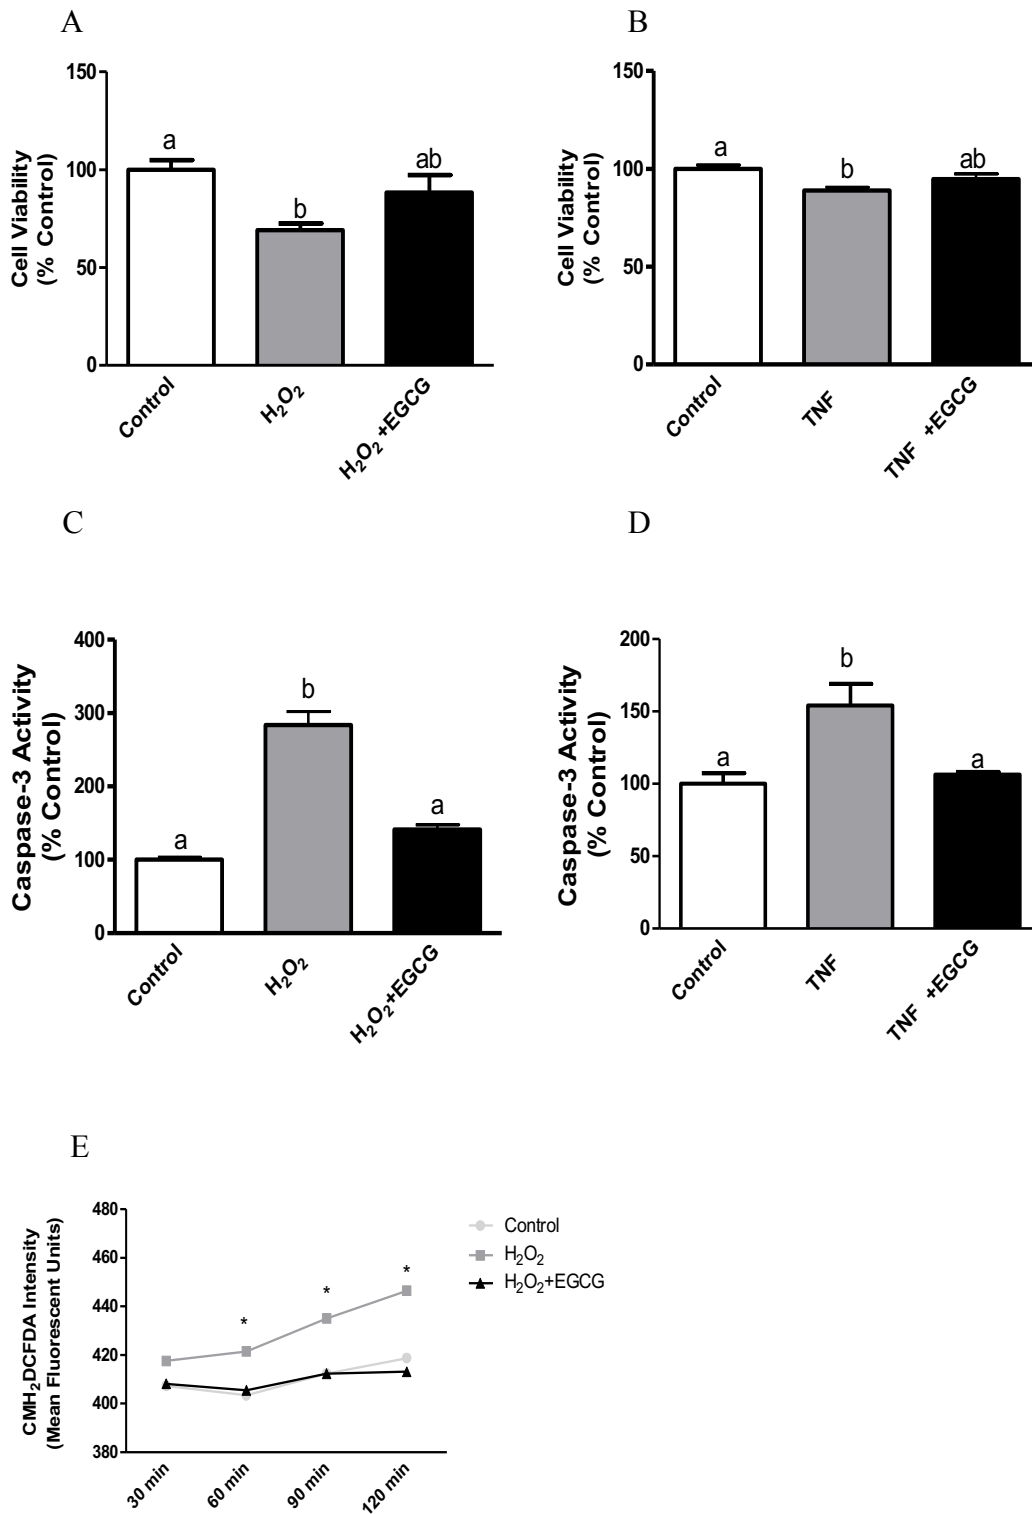 A
Cell Viability
(% Control)
150
100
50
0
a
b
ab
Control
H₂O₂
H₂O₂ +EGCG
B
Cell Viability
(% Control)
150
100
50
0
a
b
ab
Control
TNF
TNF +EGCG
C
Caspase-3 Activity
(% Control)
400
300
200
100
0
a
b
a
Control
H₂O₂
H₂O₂+EGCG
D
Caspase-3 Activity
(% Control)
200
150
100
50
0
a
b
a
Control
TNF
TNF +EGCG
E
CMH₂DCFDA Intensity
(Mean Fluorescent Units)
480
460
440
420
400
380
*
*
*
30 min
60 min
90 min
120 min
Control
H₂O₂
H₂O₂+EGCG